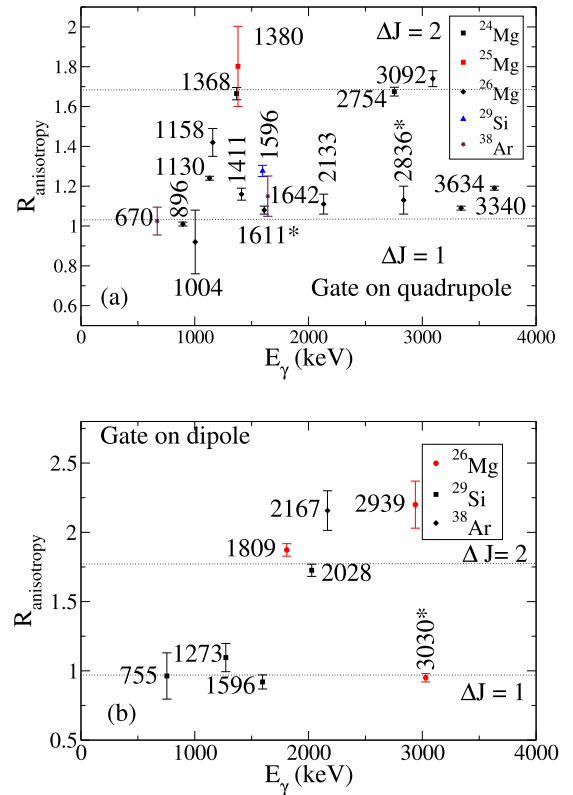 2
1.8
1.6
1.4
1.2
1
0.8
0.6
R_anisotropy
1380
ΔJ = 2
1368
3092
2754
1158
1130
896
1411
1596
2133
2836*
670
1642
3634
3340
1611*
1004
ΔJ = 1
(a)
Gate on quadrupole
²⁴Mg
²⁵Mg
²⁶Mg
²⁹Si
³⁸Ar
0 1000 2000 3000 4000
E_γ (keV)
Gate on dipole
2.5
2
1.5
1
0.5
R_anisotropy
2167
2939
1809
2028
Δ J= 2
1273
755
1596
3030*
ΔJ = 1
(b)
²⁶Mg
²⁹Si
³⁸Ar
0 1000 2000 3000 4000
E_γ (keV)